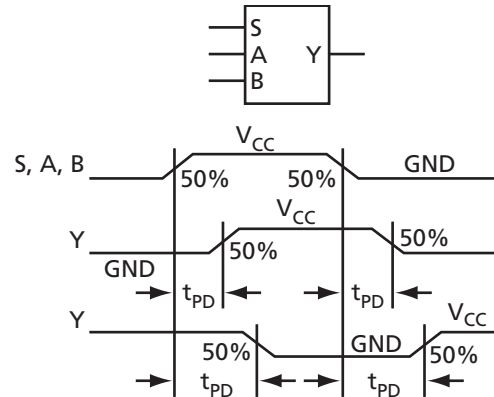 S
A Y
B
S, A, B V_CC GND
50% 50%
Y V_CC
50% 50%
GND
t_PD t_PD
Y V_CC
50% GND 50%
t_PD t_PD